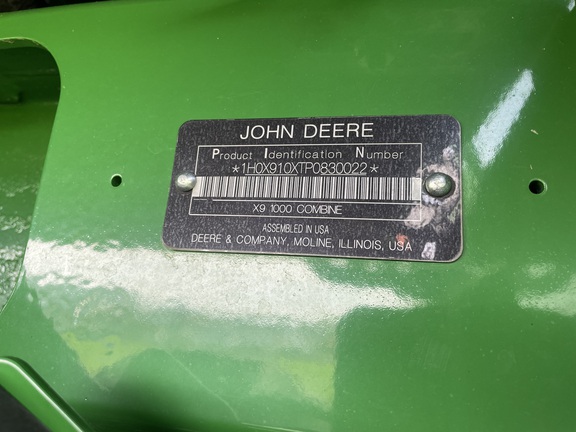 JOHN DEERE
Product Identification Number
*1H0X910XTP0830022*
X9 1000 COMBINE
ASSEMBLED IN USA
DEERE & COMPANY, MOLINE, ILLINOIS, USA